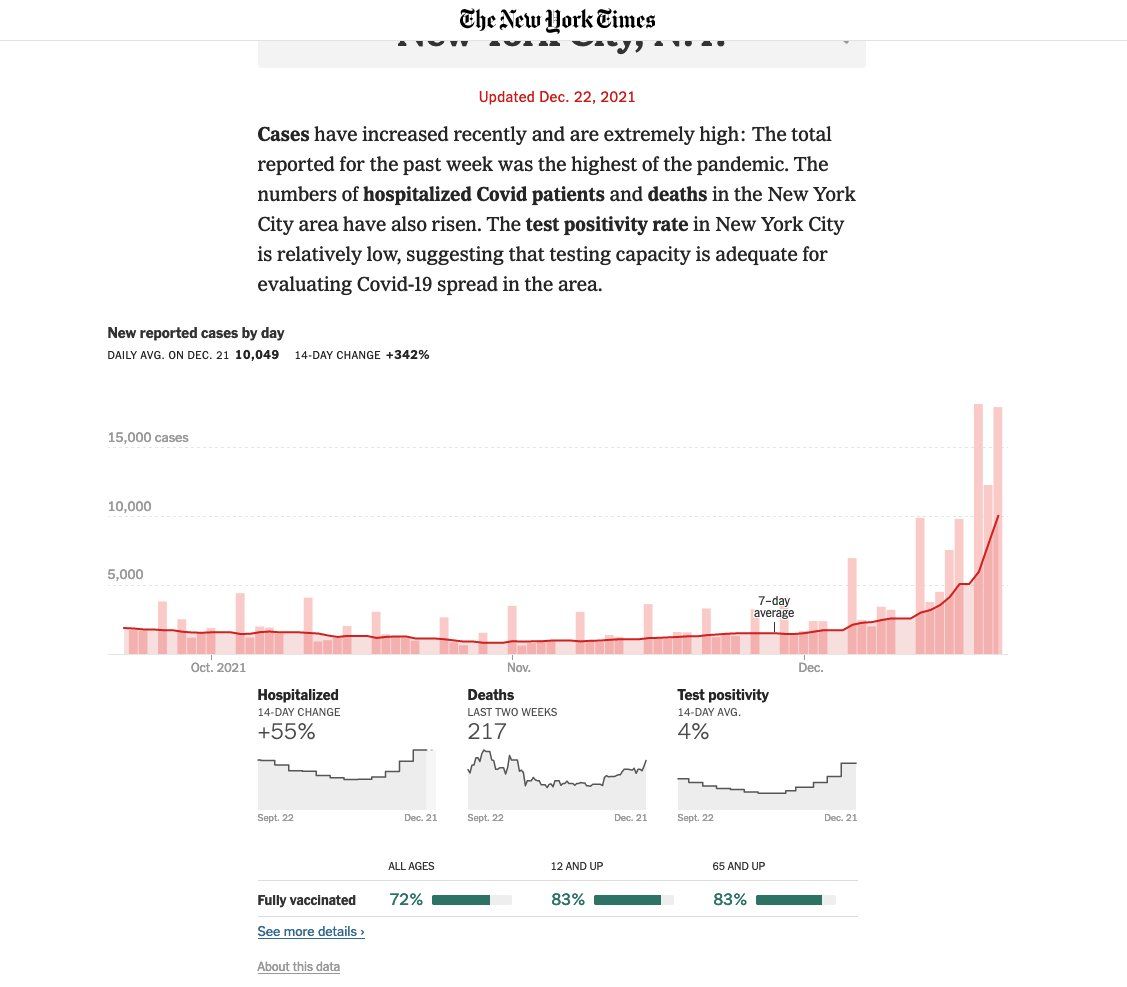 The New York Times
New York City, N.Y.
Updated Dec. 22, 2021
Cases have increased recently and are extremely high: The total
reported for the past week was the highest of the pandemic. The
numbers of hospitalized Covid patients and deaths in the New York
City area have also risen. The test positivity rate in New York City
is relatively low, suggesting that testing capacity is adequate for
evaluating Covid-19 spread in the area.
New reported cases by day
DAILY AVG. ON DEC. 21 10,049 14-DAY CHANGE +342%
15,000 cases
10,000
5,000
7–day
average
Oct. 2021 Nov. Dec.
Hospitalized Deaths Test positivity
14-DAY CHANGE LAST TWO WEEKS 14-DAY AVG.
+55% 217 4%
Sept. 22 Dec. 21 Sept. 22 Dec. 21 Sept. 22 Dec. 21
ALL AGES 12 AND UP 65 AND UP
Fully vaccinated 72% 83% 83%
See more details ›
About this data